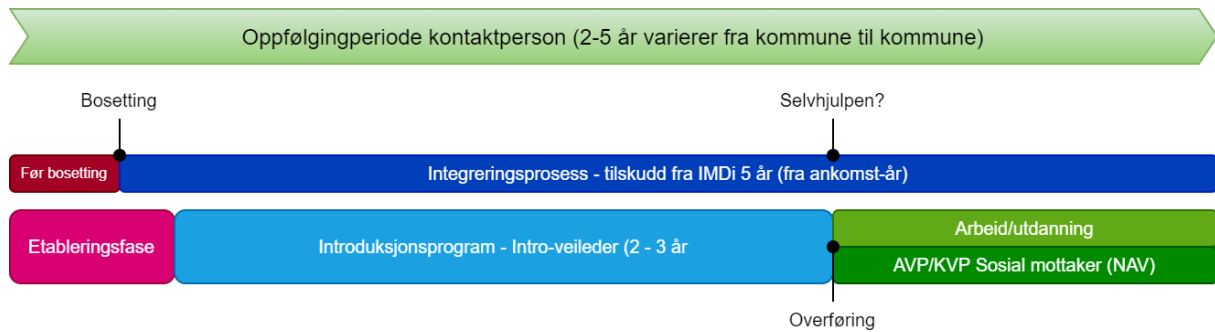 Oppfølgingperiode kontaktperson (2-5 år varierer fra kommune til kommune)
Bosetting
Selvhjulpen?
Før bosetting
Integreringsprosess - tilskudd fra IMDi 5 år (fra ankomst-år)
Etableringsfase
Introduksjonsprogram - Intro-veileder (2 - 3 år
Arbeid/utdanning
AVP/KVP Sosial mottaker (NAV)
Overføring